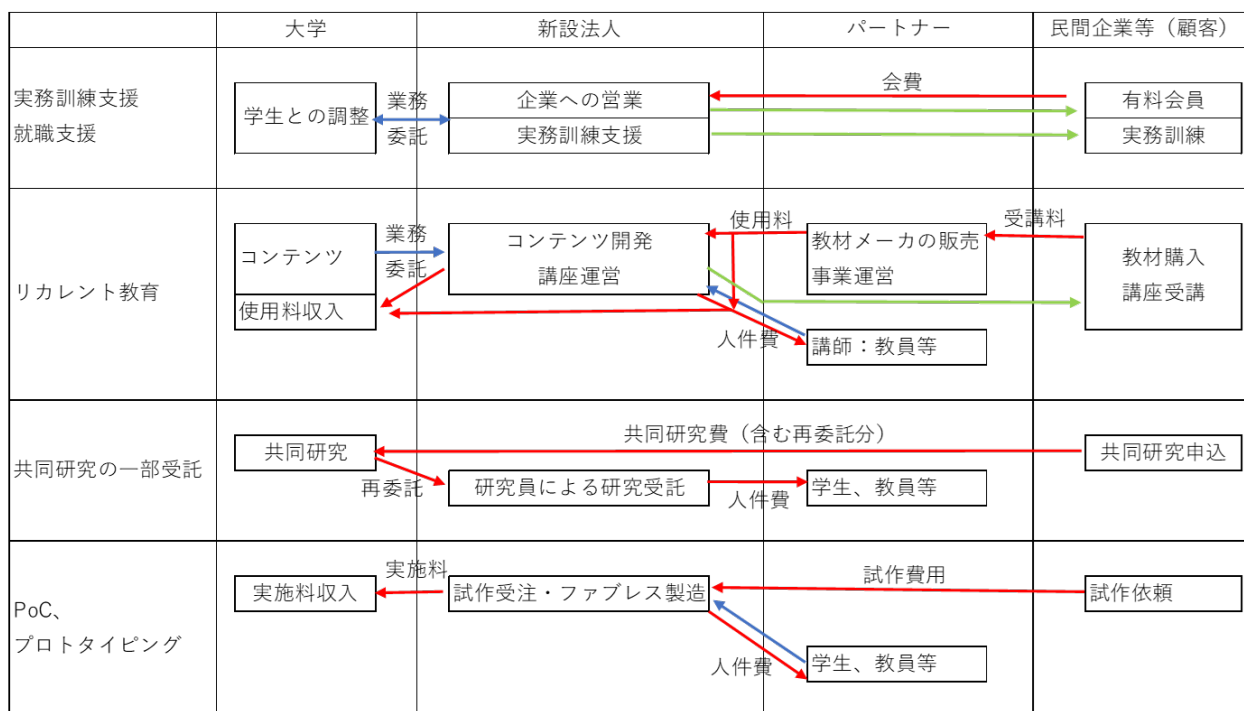 大学
新設法人
パートナー
民間企業等（顧客）
実務訓練支援
就職支援
学生との調整
業務
委託
企業への営業
実務訓練支援
会費
有料会員
実務訓練
リカレント教育
コンテンツ
使用料収入
業務
委託
コンテンツ開発
講座運営
使用料
教材メーカの販売
事業運営
受講料
教材購入
講座受講
人件費
講師：教員等
共同研究の一部受託
共同研究
共同研究費（含む再委託分）
共同研究申込
再委託
研究員による研究受託
人件費
学生、教員等
PoC、
プロトタイピング
実施料収入
実施料
試作受注・ファブレス製造
試作費用
試作依頼
人件費
学生、教員等